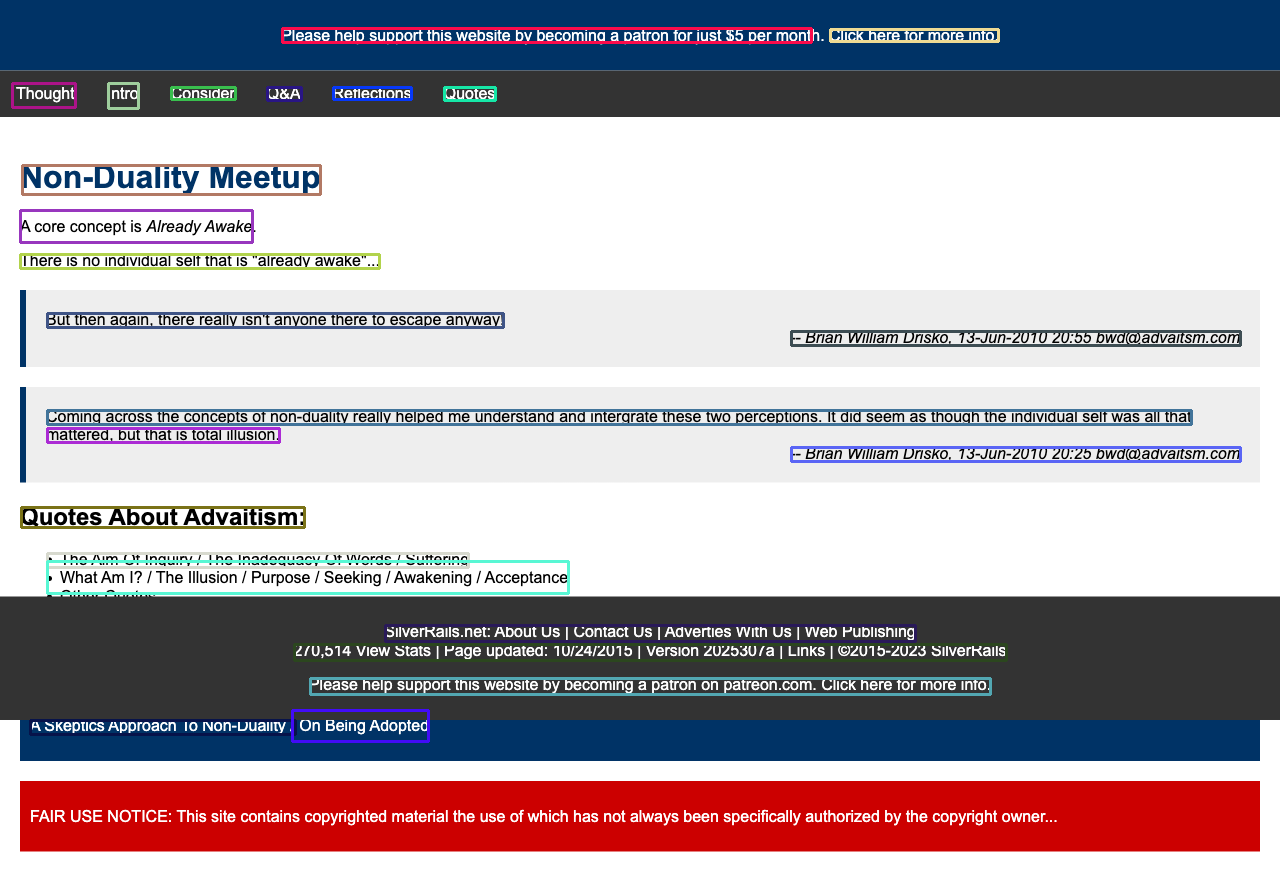 Please help support this website by becoming a patron for just $5 per month. Click here for more info.
Thought Intro Consider Q&A Reflections Quotes
Non-Duality Meetup
A core concept is Already Awake.
There is no individual self that is "already awake"...
But then again, there really isn't anyone there to escape anyway.
-- Brian William Drisko, 13-Jun-2010 20:55 bwd@advaitsm.com
Coming across the concepts of non-duality really helped me understand and intergrate these two perceptions. It did seem as though the individual self was all that
mattered, but that is total illusion.
-- Brian William Drisko, 13-Jun-2010 20:25 bwd@advaitsm.com
Quotes About Advaitism:
• The Aim Of Inquiry / The Inadequacy Of Words / Suffering
• What Am I? / The Illusion / Purpose / Seeking / Awakening / Acceptance
• Other Quotes
SilverRails.net: About Us | Contact Us | Adverties With Us | Web Publishing
270,514 View Stats | Page updated: 10/24/2015 | Version 2025307a | Links | ©2015-2023 SilverRails
Please help support this website by becoming a patron on patreon.com. Click here for more info.
A Skeptics Approach To Non-Duality / On Being Adopted
FAIR USE NOTICE: This site contains copyrighted material the use of which has not always been specifically authorized by the copyright owner...